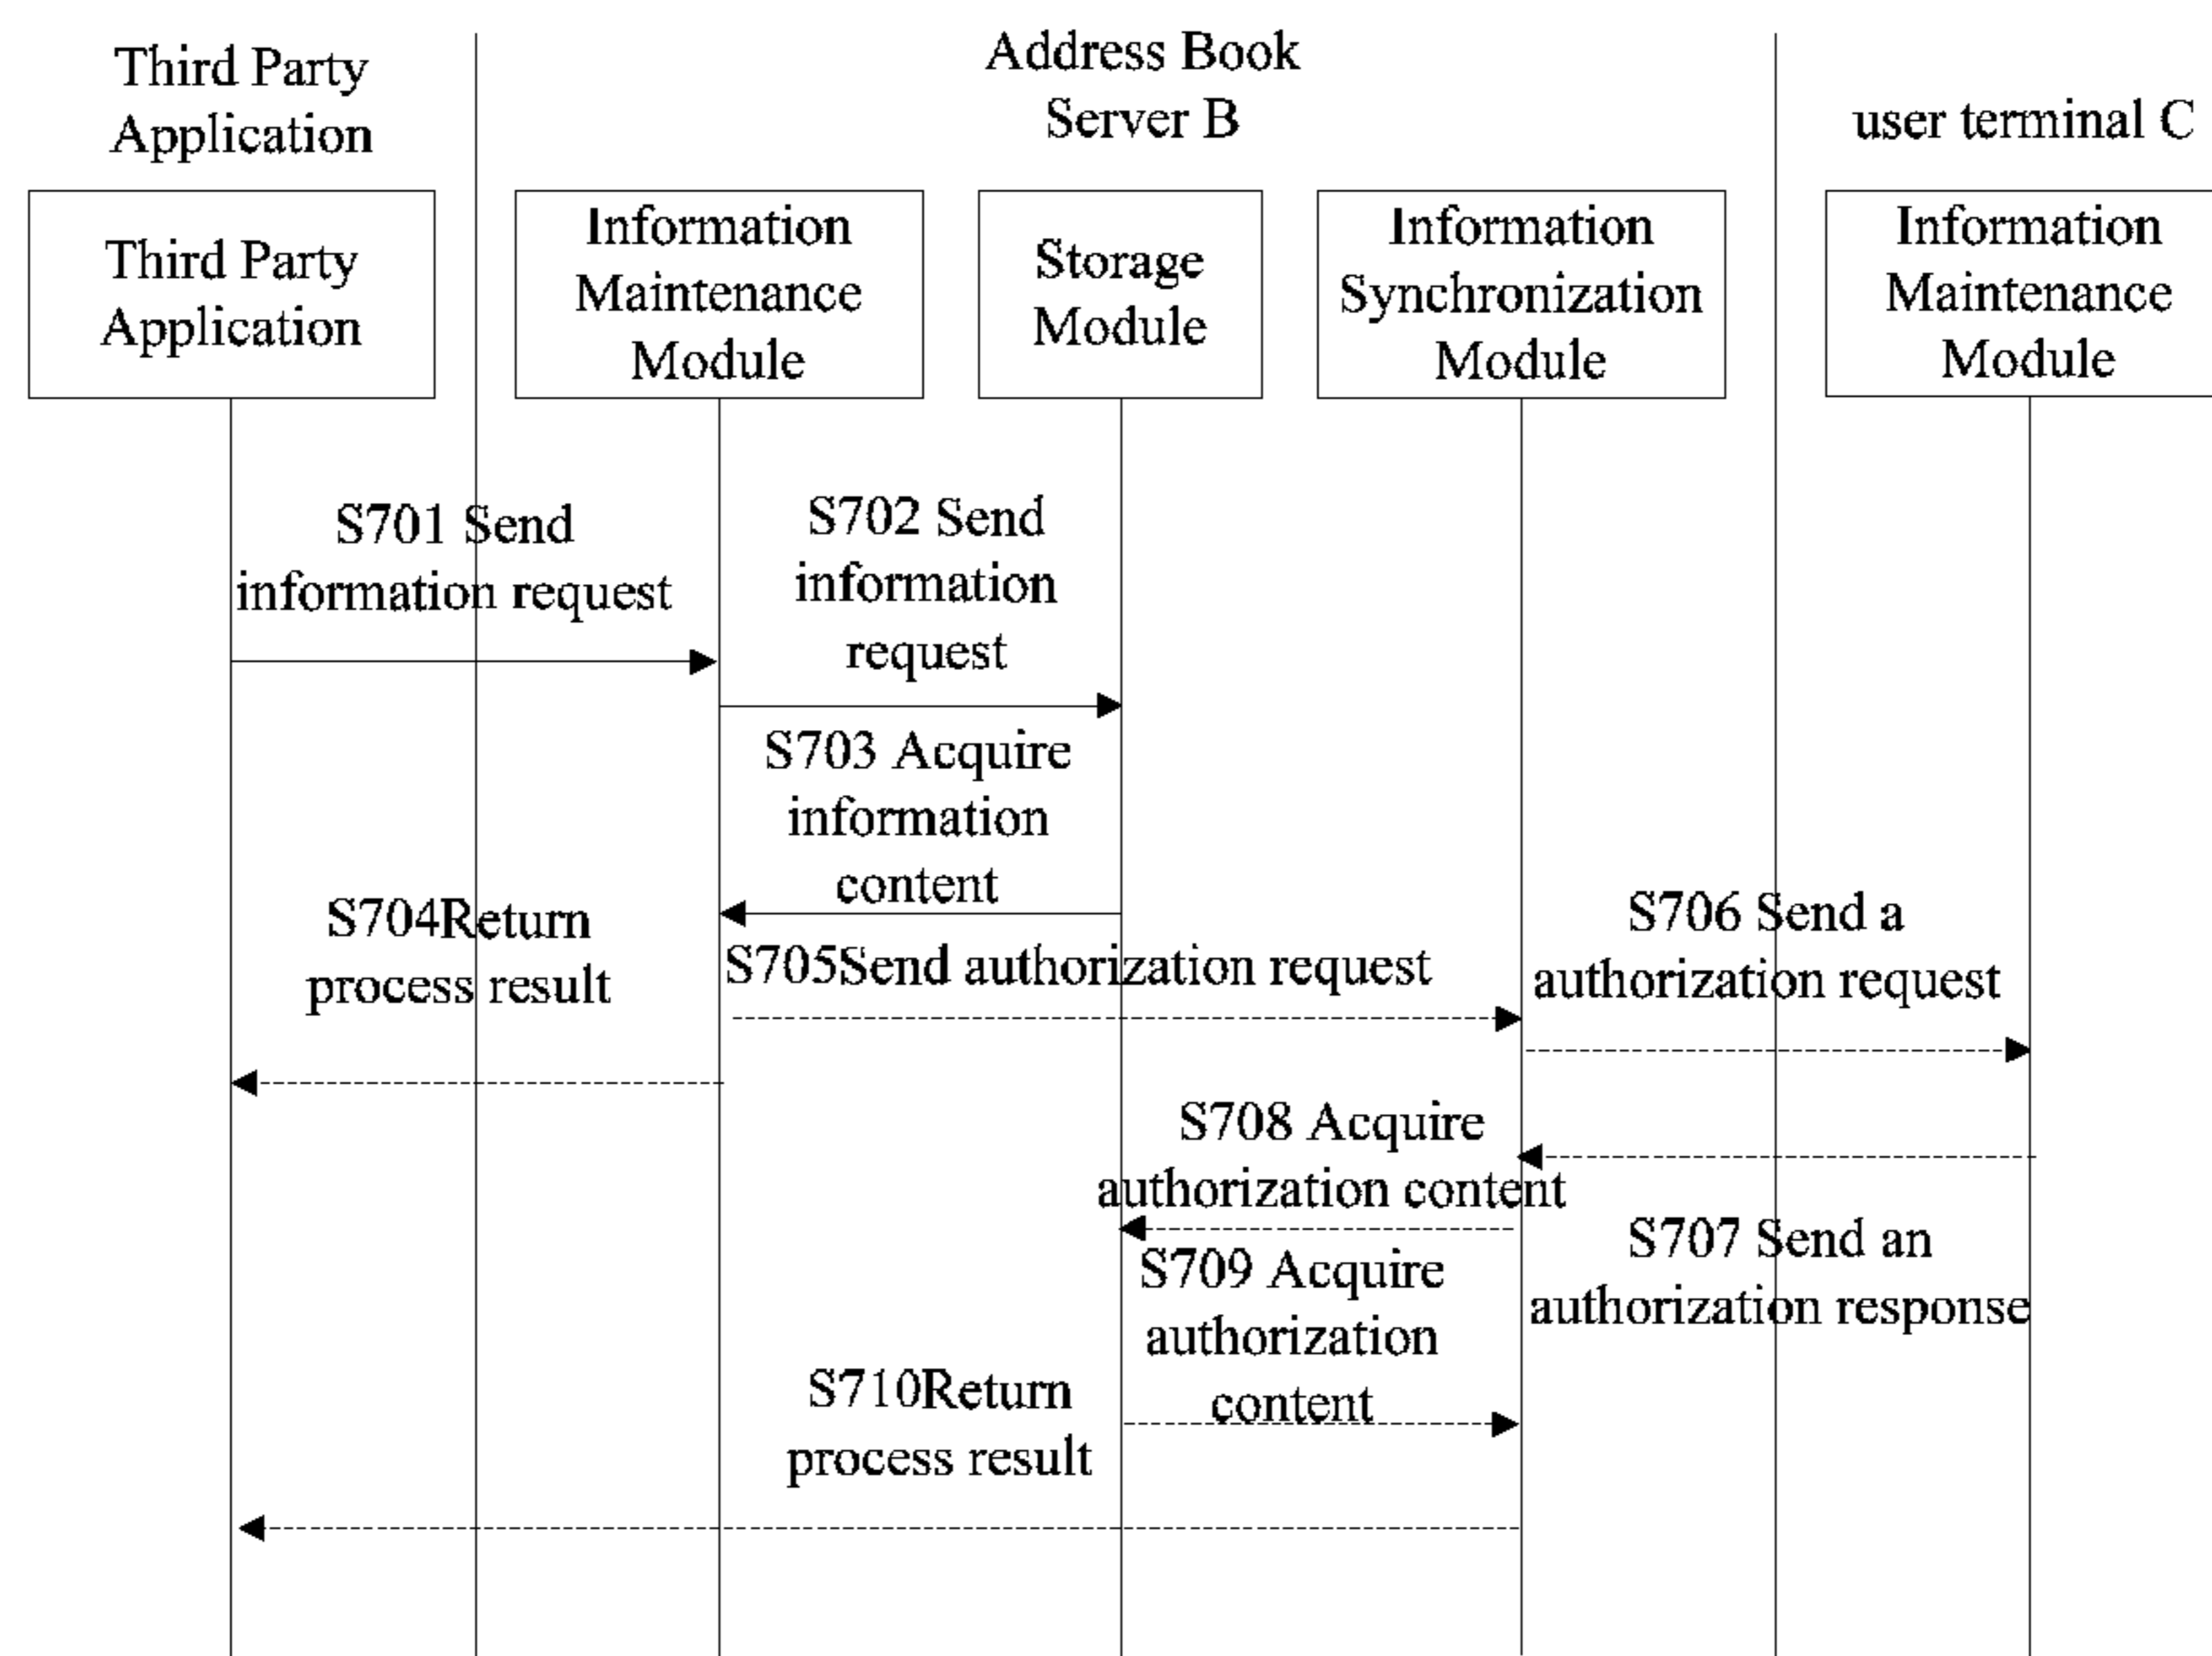 Third Party
Application
Address Book
Server B
user terminal C
Third Party
Application
Information
Maintenance
Module
Storage
Module
Information
Synchronization
Module
Information
Maintenance
Module
S701 Send
information request
S702 Send
information
request
S703 Acquire
information
content
S704Return
process result
S705Send authorization request
S706 Send a
authorization request
S708 Acquire
authorization content
S707 Send an
authorization response
S709 Acquire
authorization
content
S710Return
process result